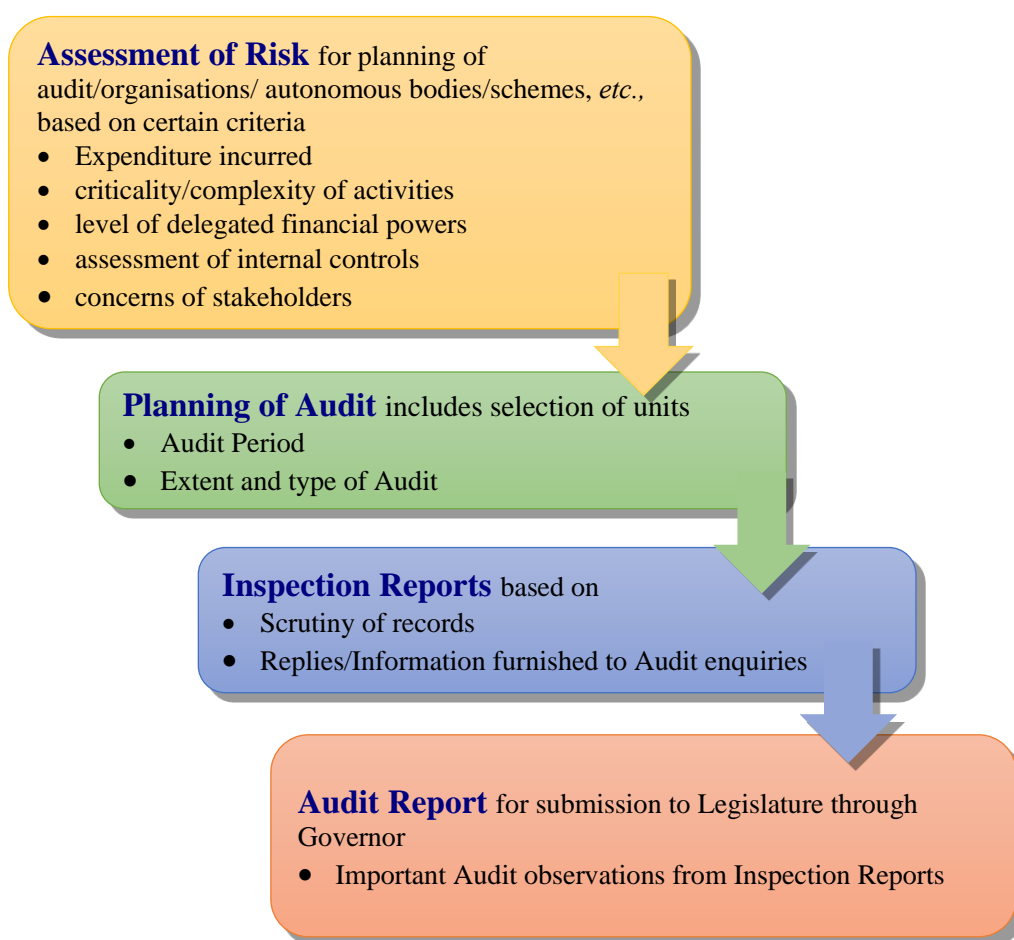 Assessment of Risk for planning of
audit/organisations/ autonomous bodies/schemes, etc.,
based on certain criteria
• Expenditure incurred
• criticality/complexity of activities
• level of delegated financial powers
• assessment of internal controls
• concerns of stakeholders
Planning of Audit includes selection of units
• Audit Period
• Extent and type of Audit
Inspection Reports based on
• Scrutiny of records
• Replies/Information furnished to Audit enquiries
Audit Report for submission to Legislature through
Governor
• Important Audit observations from Inspection Reports